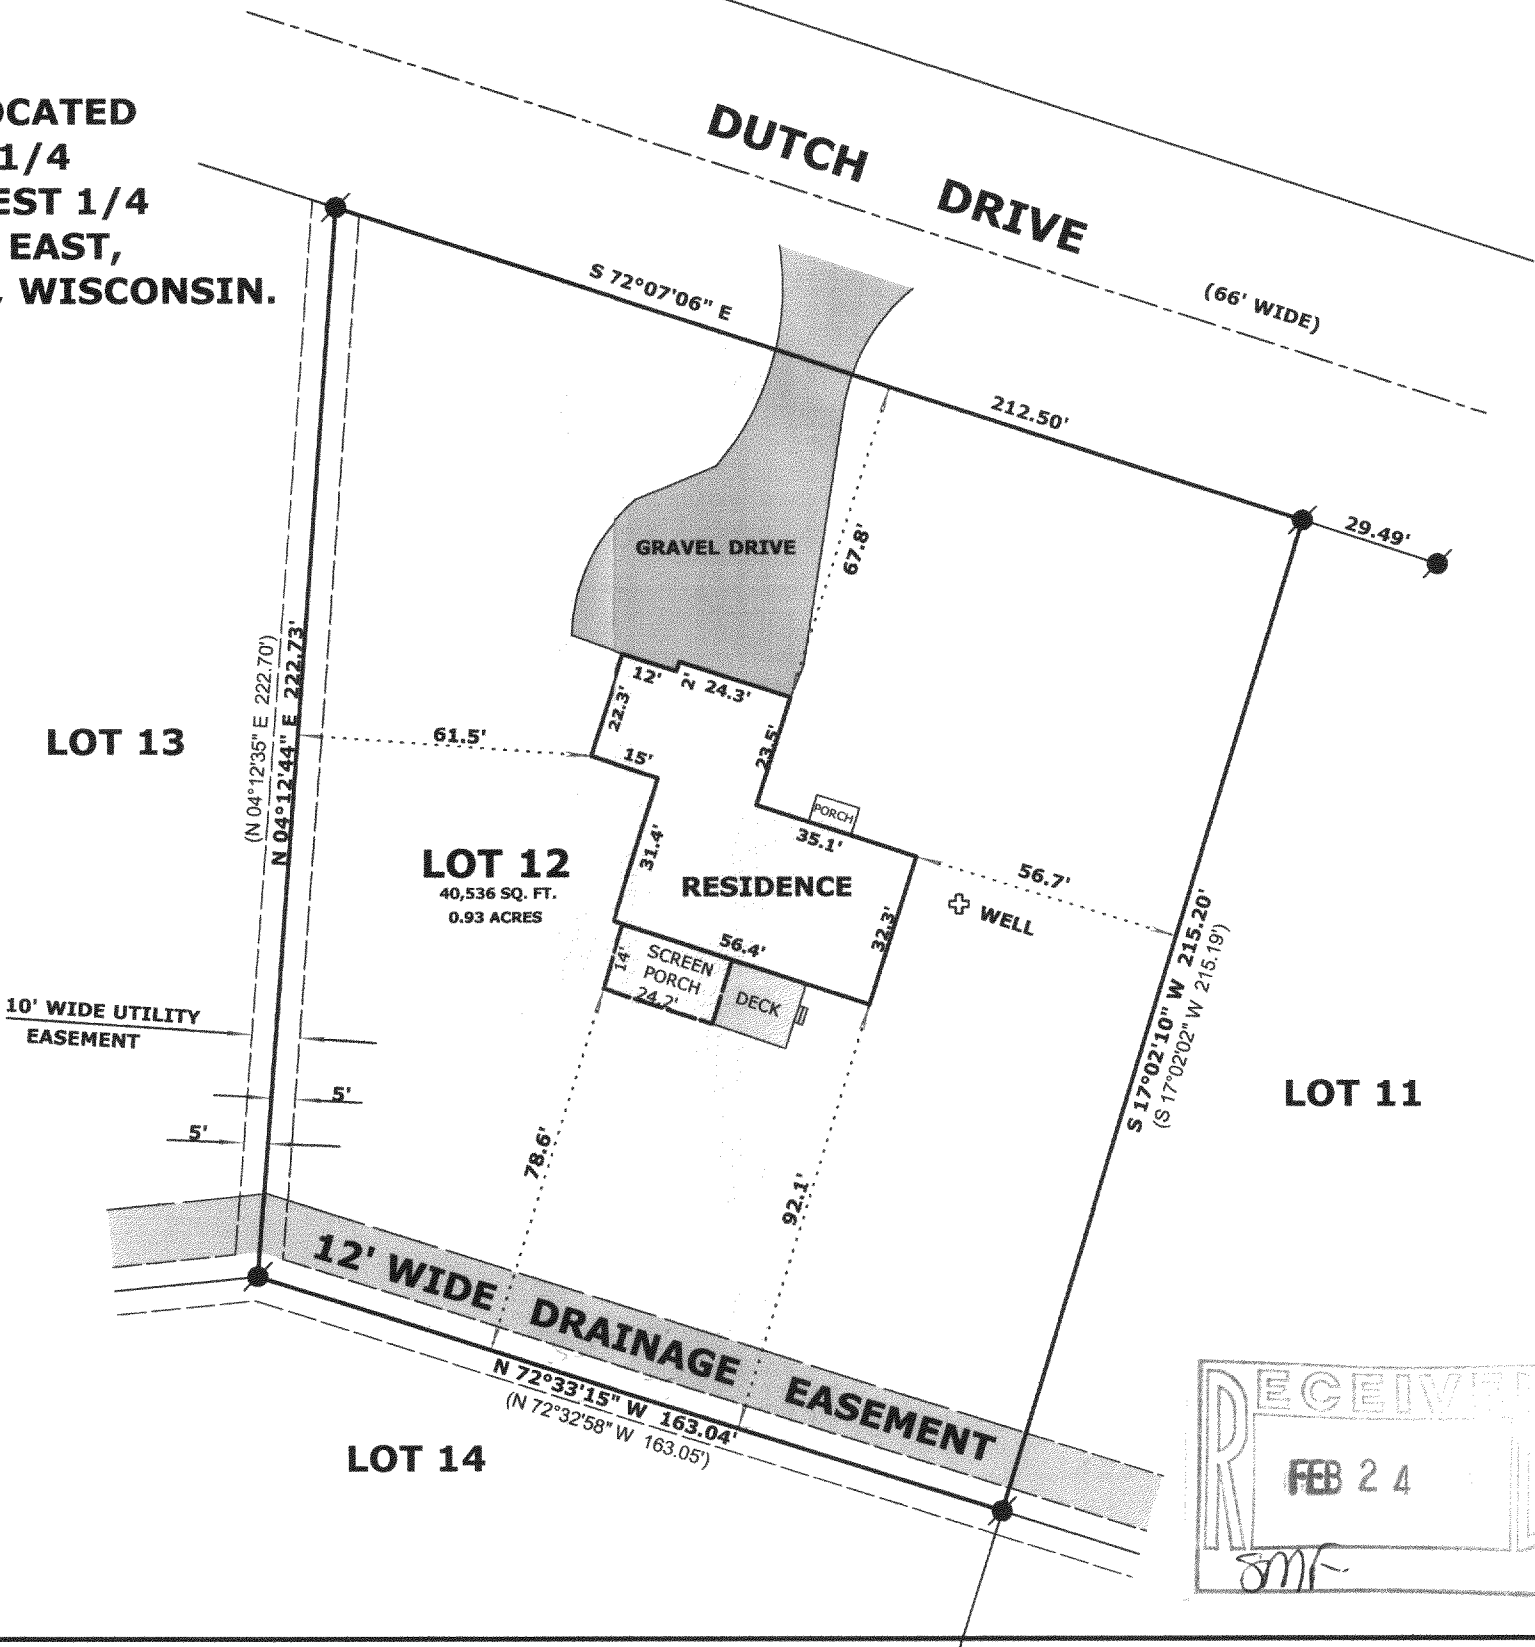 OCATED
1/4
EST 1/4
EAST,
, WISCONSIN.
DUTCH DRIVE
(66' WIDE)
S 72°07'06" E
212.50'
29.49'
GRAVEL DRIVE
67.8'
12'
2'
24.3'
22.3'
15'
23.5'
61.5'
LOT 13
(N 04°12'35" E 222.70')
N 04°12'44" E 222.73'
PORCH
35.1'
31.4'
LOT 12
40,536 SQ. FT.
0.93 ACRES
RESIDENCE
56.7'
WELL
32.3'
56.4'
14'
SCREEN
PORCH
24.2'
DECK
S 17°02'10" W 215.20'
(S 17°02'02" W 215.19')
10' WIDE UTILITY
EASEMENT
5'
5'
LOT 11
78.6'
92.1'
12' WIDE DRAINAGE EASEMENT
N 72°33'15" W 163.04'
(N 72°32'58" W 163.05')
LOT 14
RECEIVE
FEB 24
SMF